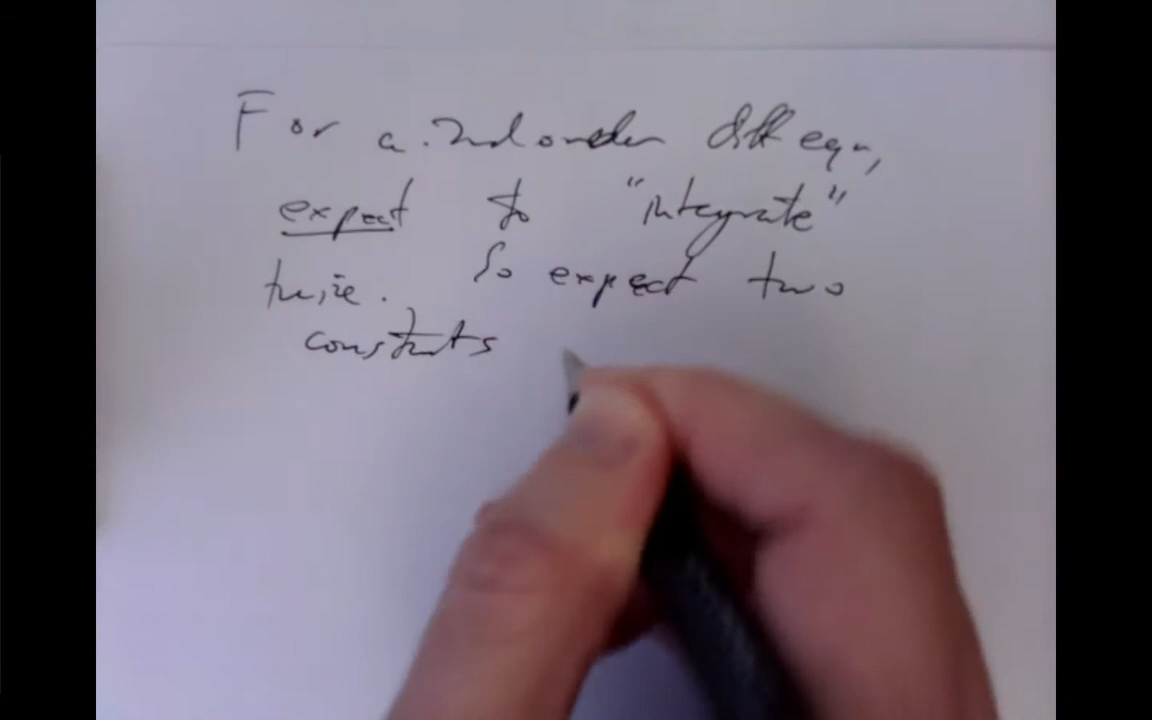 For a 2nd order diff eqn,
expect to "integrate"
twice. So expect two
constants